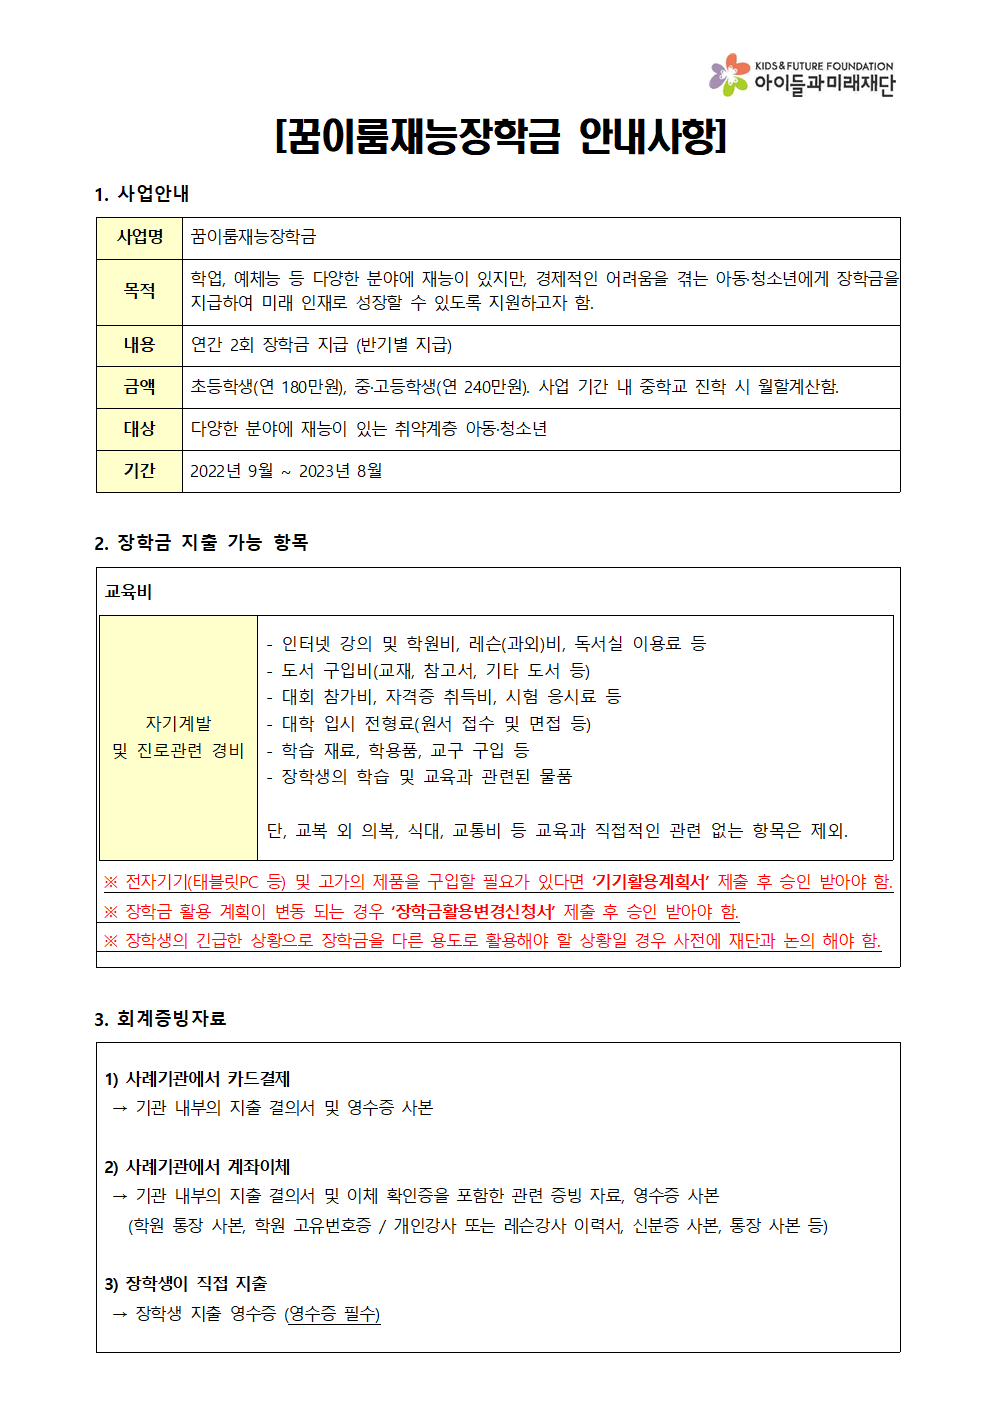 KIDS&FUTURE FOUNDATION
아이들과미래재단
[꿈이룸재능장학금 안내사항]
1. 사업안내
사업명 꿈이룸재능장학금
목적 학업, 예체능 등 다양한 분야에 재능이 있지만, 경제적인 어려움을 겪는 아동·청소년에게 장학금을
지급하여 미래 인재로 성장할 수 있도록 지원하고자 함.
내용 연간 2회 장학금 지급 (반기별 지급)
금액 초등학생(연 180만원), 중·고등학생(연 240만원). 사업 기간 내 중학교 진학 시 월할계산함.
대상 다양한 분야에 재능이 있는 취약계층 아동·청소년
기간 2022년 9월 ~ 2023년 8월
2. 장학금 지출 가능 항목
교육비
자기계발
및 진로관련 경비
- 인터넷 강의 및 학원비, 레슨(과외)비, 독서실 이용료 등
- 도서 구입비(교재, 참고서, 기타 도서 등)
- 대회 참가비, 자격증 취득비, 시험 응시료 등
- 대학 입시 전형료(원서 접수 및 면접 등)
- 학습 재료, 학용품, 교구 구입 등
- 장학생의 학습 및 교육과 관련된 물품
단, 교복 외 의복, 식대, 교통비 등 교육과 직접적인 관련 없는 항목은 제외.
※ 전자기기(태블릿PC 등) 및 고가의 제품을 구입할 필요가 있다면 ‘기기활용계획서’ 제출 후 승인 받아야 함.
※ 장학금 활용 계획이 변동 되는 경우 ‘장학금활용변경신청서’ 제출 후 승인 받아야 함.
※ 장학생의 긴급한 상황으로 장학금을 다른 용도로 활용해야 할 상황일 경우 사전에 재단과 논의 해야 함.
3. 회계증빙자료
1) 사례기관에서 카드결제
→ 기관 내부의 지출 결의서 및 영수증 사본
2) 사례기관에서 계좌이체
→ 기관 내부의 지출 결의서 및 이체 확인증을 포함한 관련 증빙 자료, 영수증 사본
(학원 통장 사본, 학원 고유번호증 / 개인강사 또는 레슨강사 이력서, 신분증 사본, 통장 사본 등)
3) 장학생이 직접 지출
→ 장학생 지출 영수증 (영수증 필수)